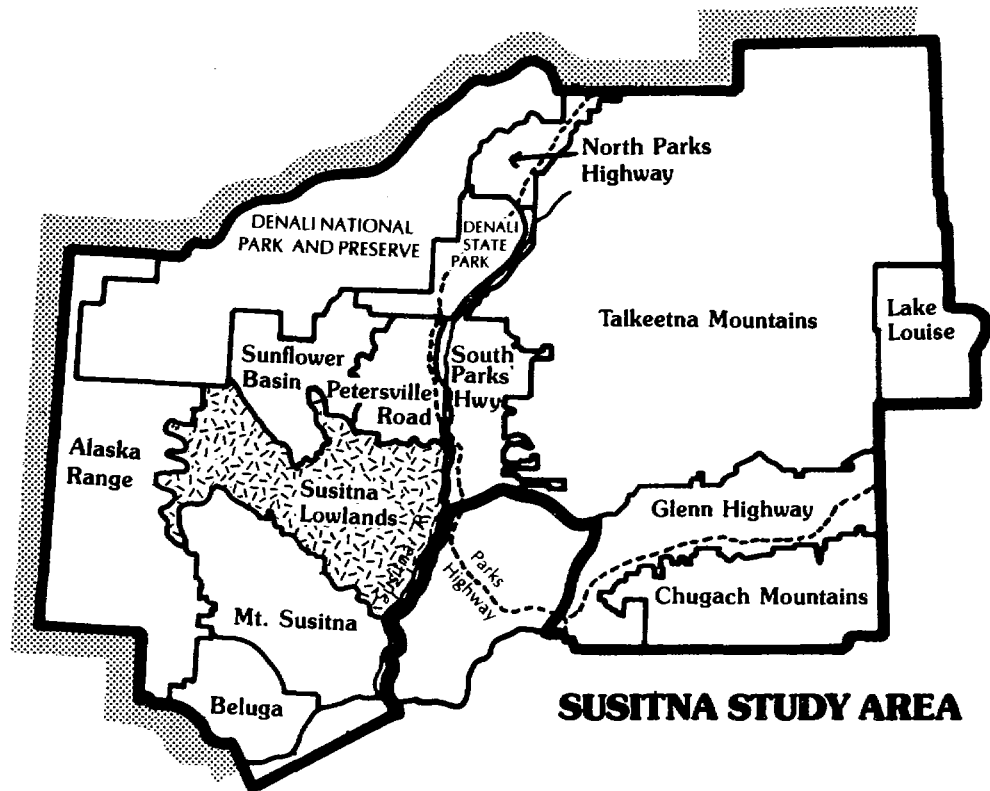 North Parks
Highway
DENALI NATIONAL
PARK AND PRESERVE
DENALI
STATE
PARK
Talkeetna Mountains
Lake
Louise
Sunflower
Basin
Petersville
Road
South
Parks
Hwy
Alaska
Range
Susitna
Lowlands
Glenn Highway
Parks
Highway
Chugach Mountains
Mt. Susitna
Beluga
SUSITNA STUDY AREA